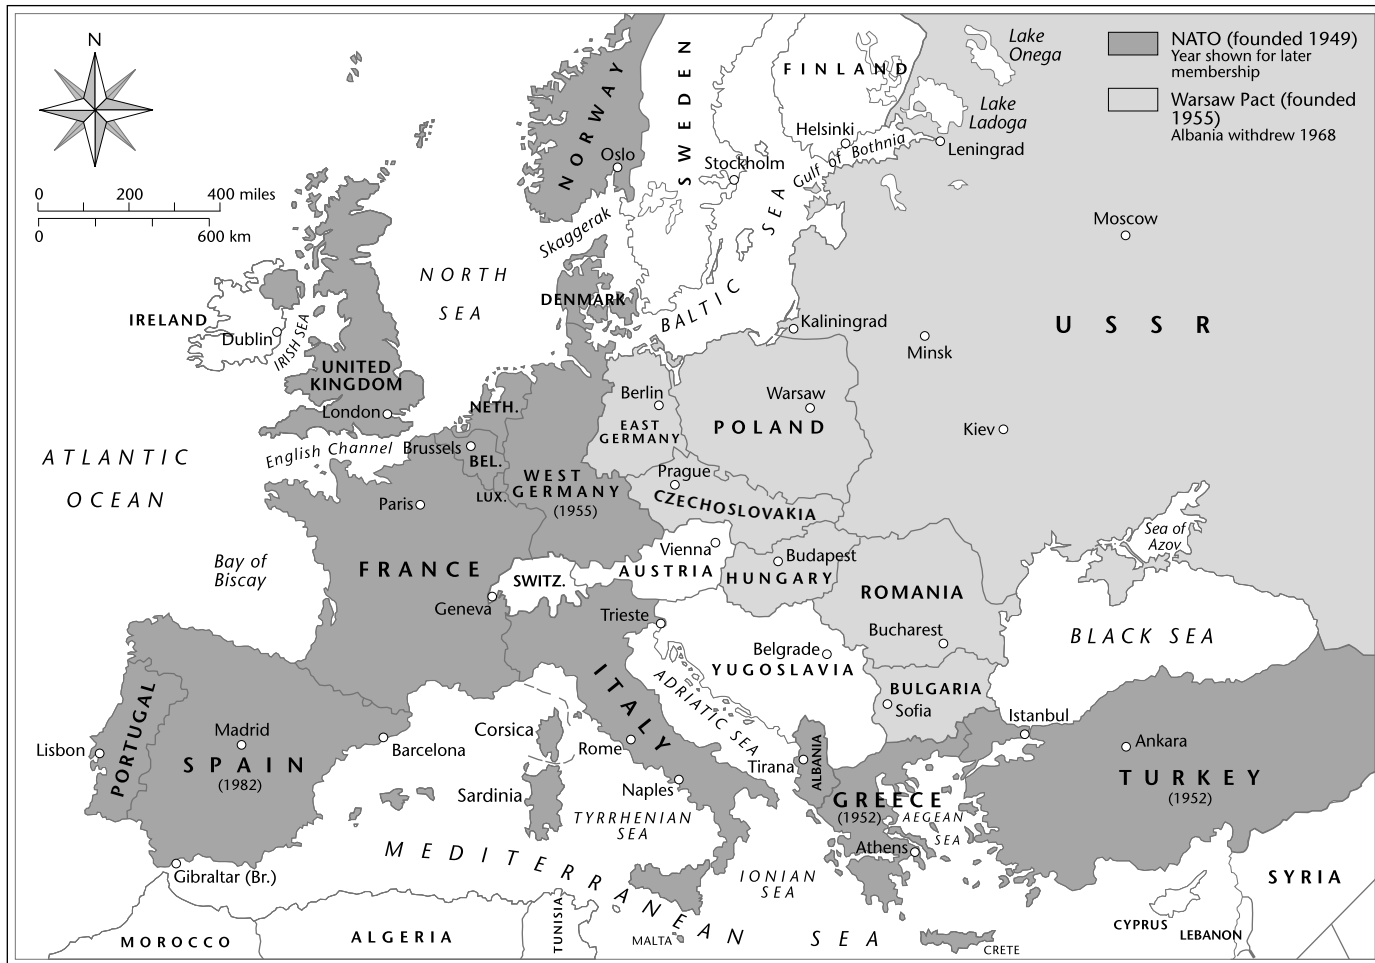 N
0 200 400 miles
0 600 km
NATO (founded 1949)
Year shown for later
membership
Warsaw Pact (founded
1955)
Albania withdrew 1968
Lake
Onega
Lake
Ladoga
FINLAND
SWEDEN
NORWAY
Oslo
Helsinki
Stockholm
Gulf of Bothnia
Leningrad
Skaggerak
Moscow
NORTH
SEA
BALTIC SEA
DENMARK
IRELAND
Dublin
IRISH SEA
UNITED
KINGDOM
London
Kaliningrad
Minsk
USSR
NETH.
Berlin
EAST
GERMANY
Warsaw
POLAND
Kiev
English Channel
Brussels
BEL.
LUX.
WEST
GERMANY
(1955)
Prague
CZECHOSLOVAKIA
ATLANTIC
OCEAN
Paris
Bay of
Biscay
FRANCE
SWITZ.
Geneva
Vienna
AUSTRIA
Budapest
HUNGARY
ROMANIA
Bucharest
Sea of
Azov
BLACK SEA
Trieste
Belgrade
YUGOSLAVIA
ITALY
ADRIATIC SEA
BULGARIA
Sofia
PORTUGAL
Lisbon
Madrid
SPAIN
(1982)
Barcelona
Corsica
Sardinia
Rome
Naples
Tirana
ALBANIA
Istanbul
Ankara
TURKEY
(1952)
GREECE
(1952)
AEGEAN
SEA
Athens
TYRRHENIAN
SEA
IONIAN
SEA
Gibraltar (Br.)
MEDITERRANEAN SEA
MOROCCO
ALGERIA
TUNISIA
MALTA
CRETE
CYPRUS
LEBANON
SYRIA